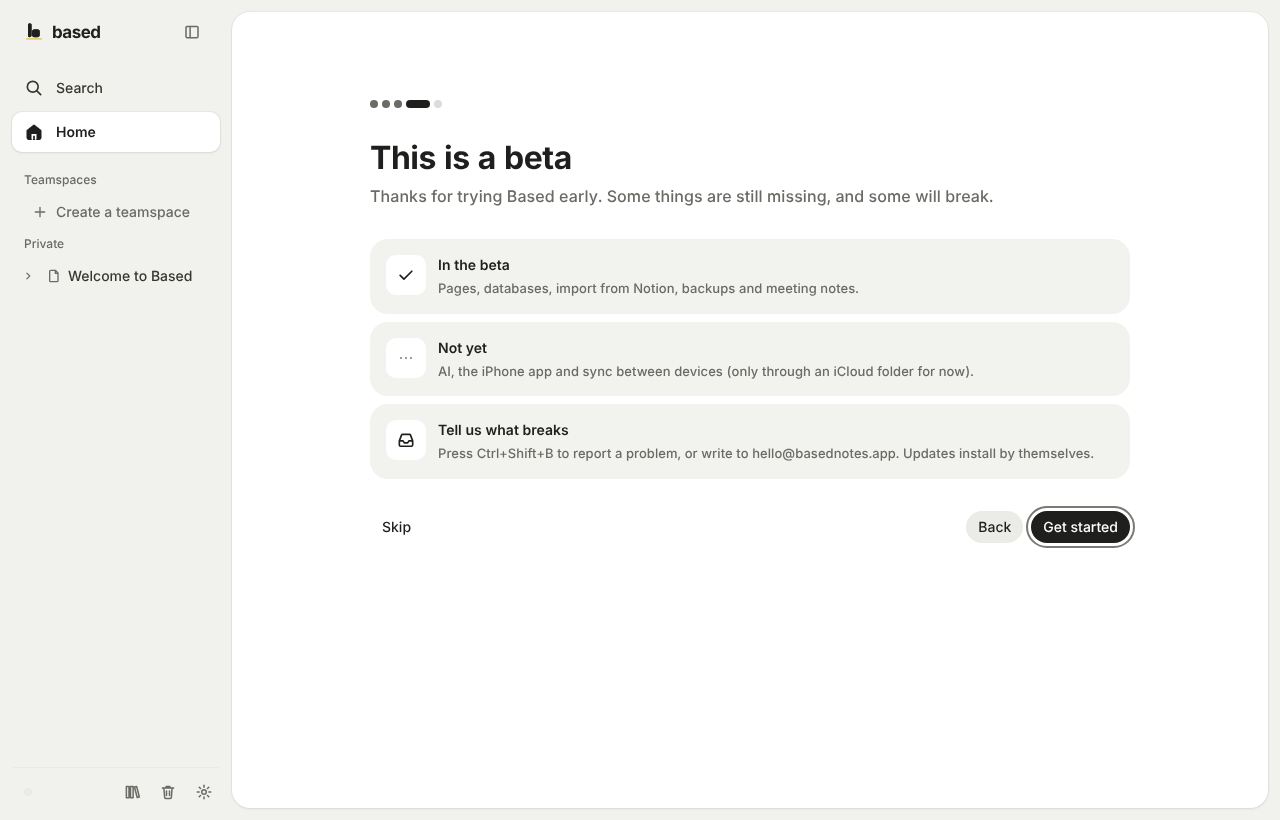 based
Search
Home
Teamspaces
Create a teamspace
Private
Welcome to Based
This is a beta
Thanks for trying Based early. Some things are still missing, and some will break.
In the beta
Pages, databases, import from Notion, backups and meeting notes.
Not yet
AI, the iPhone app and sync between devices (only through an iCloud folder for now).
Tell us what breaks
Press Ctrl+Shift+B to report a problem, or write to hello@basednotes.app. Updates install by themselves.
Skip
Back
Get started